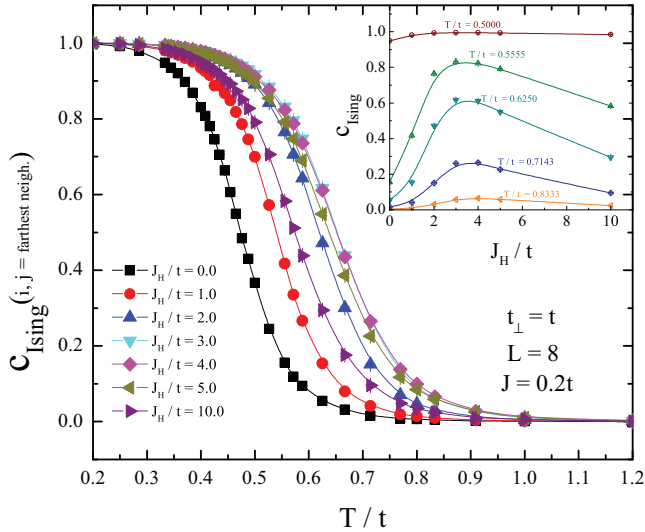 c_Ising (i, j = farthest neigh.)
1.0
0.8
0.6
0.4
0.2
0.0
0.2 0.3 0.4 0.5 0.6 0.7 0.8 0.9 1.0 1.1 1.2
T / t
J_H / t = 0.0
J_H / t = 1.0
J_H / t = 2.0
J_H / t = 3.0
J_H / t = 4.0
J_H / t = 5.0
J_H / t = 10.0
t_⊥ = t
L = 8
J = 0.2t
c_Ising
1.0
0.8
0.6
0.4
0.2
0.0
0 2 4 6 8 10
J_H / t
T / t = 0.5000
T / t = 0.5555
T / t = 0.6250
T / t = 0.7143
T / t = 0.8333